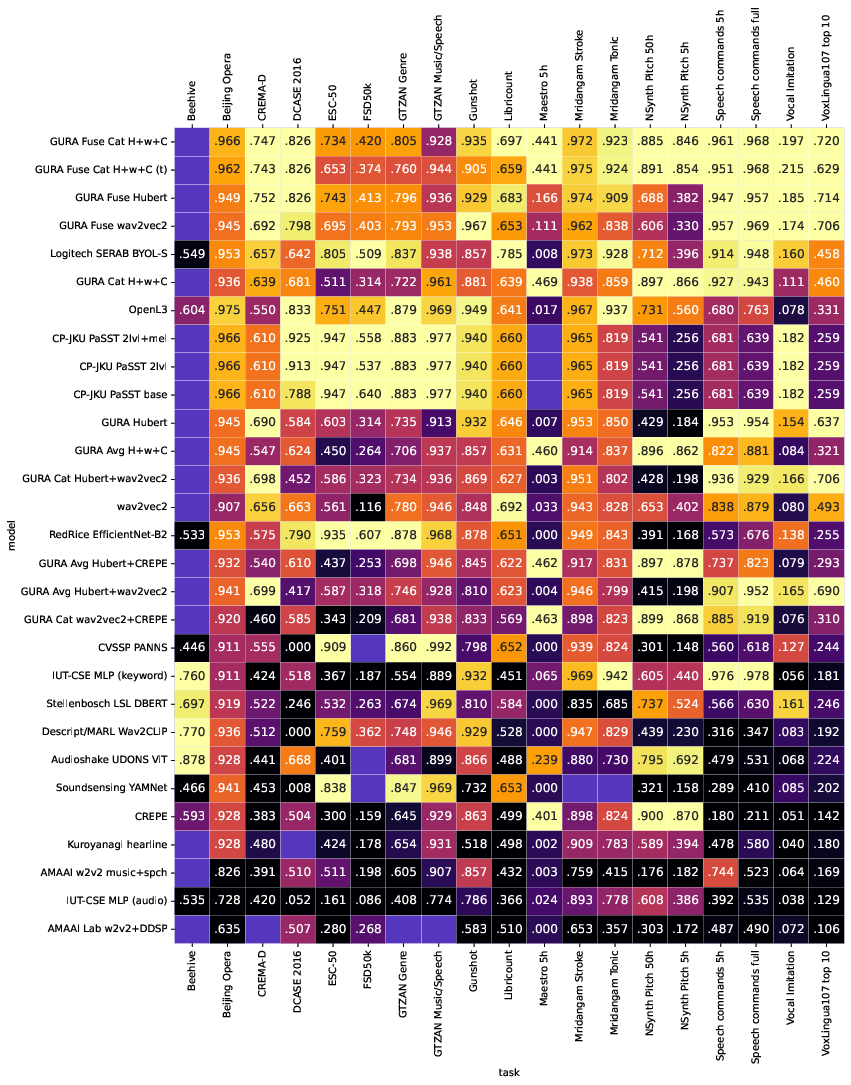 Beehive Beijing Opera CREMA-D DCASE 2016 ESC-50 FSD50k GTZAN Genre GTZAN Music/Speech Gunshot Libricount Maestro 5h Mridangam Stroke Mridangam Tonic NSynth Pitch 50h NSynth Pitch 5h Speech commands 5h Speech commands full Vocal Imitation VoxLingua107 top 10
GURA Fuse Cat H+w+C .966 .747 .826 .734 .420 .805 .928 .935 .697 .441 .972 .923 .885 .846 .961 .968 .197 .720
GURA Fuse Cat H+w+C (t) .962 .743 .826 .653 .374 .760 .944 .905 .659 .441 .975 .924 .891 .854 .951 .968 .215 .629
GURA Fuse Hubert .949 .752 .826 .743 .413 .796 .936 .929 .683 .166 .974 .909 .688 .382 .947 .957 .185 .714
GURA Fuse wav2vec2 .945 .692 .798 .695 .403 .793 .953 .967 .653 .111 .962 .838 .606 .330 .957 .969 .174 .706
Logitech SERAB BYOL-S .549 .953 .657 .642 .805 .509 .837 .938 .857 .785 .008 .973 .928 .712 .396 .914 .948 .160 .458
GURA Cat H+w+C .936 .639 .681 .511 .314 .722 .961 .881 .639 .469 .938 .859 .897 .866 .927 .943 .111 .460
OpenL3 .604 .975 .550 .833 .751 .447 .879 .969 .949 .641 .017 .967 .937 .731 .560 .680 .763 .078 .331
CP-JKU PaSST 2lvl+mel .966 .610 .925 .947 .558 .883 .977 .940 .660 .965 .819 .541 .256 .681 .639 .182 .259
CP-JKU PaSST 2lvl .966 .610 .913 .947 .537 .883 .977 .940 .660 .965 .819 .541 .256 .681 .639 .182 .259
CP-JKU PaSST base .966 .610 .788 .947 .640 .883 .977 .940 .660 .965 .819 .541 .256 .681 .639 .182 .259
GURA Hubert .945 .690 .584 .603 .314 .735 .913 .932 .646 .007 .953 .850 .429 .184 .953 .954 .154 .637
GURA Avg H+w+C .945 .547 .624 .450 .264 .706 .937 .857 .631 .460 .914 .837 .896 .862 .822 .881 .084 .321
GURA Cat Hubert+wav2vec2 .936 .698 .452 .586 .323 .734 .936 .869 .627 .003 .951 .802 .428 .198 .936 .929 .166 .706
wav2vec2 .907 .656 .663 .561 .116 .780 .946 .848 .692 .033 .943 .828 .653 .402 .838 .879 .080 .493
RedRice EfficientNet-B2 .533 .953 .575 .790 .935 .607 .878 .968 .878 .651 .000 .949 .843 .391 .168 .573 .676 .138 .255
model
GURA Avg Hubert+CREPE .932 .540 .610 .437 .253 .698 .946 .845 .622 .462 .917 .831 .897 .878 .737 .823 .079 .293
GURA Avg Hubert+wav2vec2 .941 .699 .417 .587 .318 .746 .928 .810 .623 .004 .946 .799 .415 .198 .907 .952 .165 .690
GURA Cat wav2vec2+CREPE .920 .460 .585 .343 .209 .681 .938 .833 .569 .463 .898 .823 .899 .868 .885 .919 .076 .310
CVSSP PANNS .446 .911 .555 .000 .909 .860 .992 .798 .652 .000 .939 .824 .301 .148 .560 .618 .127 .244
IUT-CSE MLP (keyword) .760 .911 .424 .518 .367 .187 .554 .889 .932 .451 .065 .969 .942 .605 .440 .976 .978 .056 .181
Stellenbosch LSL DBERT .697 .919 .522 .246 .532 .263 .674 .969 .810 .584 .000 .835 .685 .737 .524 .566 .630 .161 .246
Descript/MARL Wav2CLIP .770 .936 .512 .000 .759 .362 .748 .946 .929 .528 .000 .947 .829 .439 .230 .316 .347 .083 .192
Audioshake UDONS ViT .878 .928 .441 .668 .401 .681 .899 .866 .488 .239 .880 .730 .795 .692 .479 .531 .068 .224
Soundsensing YAMNet .466 .941 .453 .008 .838 .847 .969 .732 .653 .000 .321 .158 .289 .410 .085 .202
CREPE .593 .928 .383 .504 .300 .159 .645 .929 .863 .499 .401 .898 .824 .900 .870 .180 .211 .051 .142
Kuroyanagi hearline .928 .480 .424 .178 .654 .931 .518 .498 .002 .909 .783 .589 .394 .478 .580 .040 .180
AMAAI w2v2 music+spch .826 .391 .510 .511 .198 .605 .907 .857 .432 .003 .759 .415 .176 .182 .744 .523 .064 .169
IUT-CSE MLP (audio) .535 .728 .420 .052 .161 .086 .408 .774 .786 .366 .024 .893 .778 .608 .386 .392 .535 .038 .129
AMAAI Lab w2v2+DDSP .635 .507 .280 .268 .583 .510 .000 .653 .357 .303 .172 .487 .490 .072 .106
Beehive Beijing Opera CREMA-D DCASE 2016 ESC-50 FSD50k GTZAN Genre GTZAN Music/Speech Gunshot Libricount Maestro 5h Mridangam Stroke Mridangam Tonic NSynth Pitch 50h NSynth Pitch 5h Speech commands 5h Speech commands full Vocal Imitation VoxLingua107 top 10
task